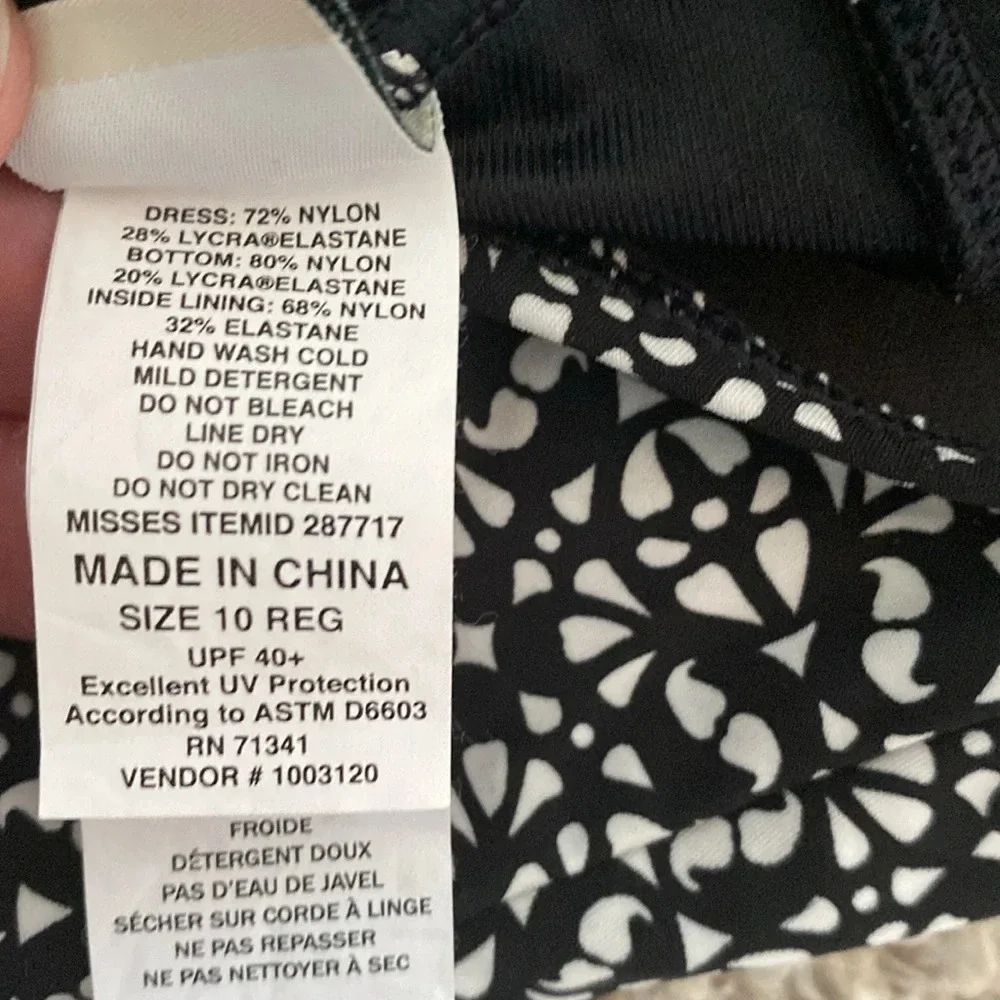 DRESS: 72% NYLON
28% LYCRA®ELASTANE
BOTTOM: 80% NYLON
20% LYCRA®ELASTANE
INSIDE LINING: 68% NYLON
32% ELASTANE
HAND WASH COLD
MILD DETERGENT
DO NOT BLEACH
LINE DRY
DO NOT IRON
DO NOT DRY CLEAN
MISSES ITEMID 287717
MADE IN CHINA
SIZE 10 REG
UPF 40+
Excellent UV Protection
According to ASTM D6603
RN 71341
VENDOR # 1003120
FROIDE
DÉTERGENT DOUX
PAS D'EAU DE JAVEL
SÉCHER SUR CORDE À LINGE
NE PAS REPASSER
NE PAS NETTOYER À SEC